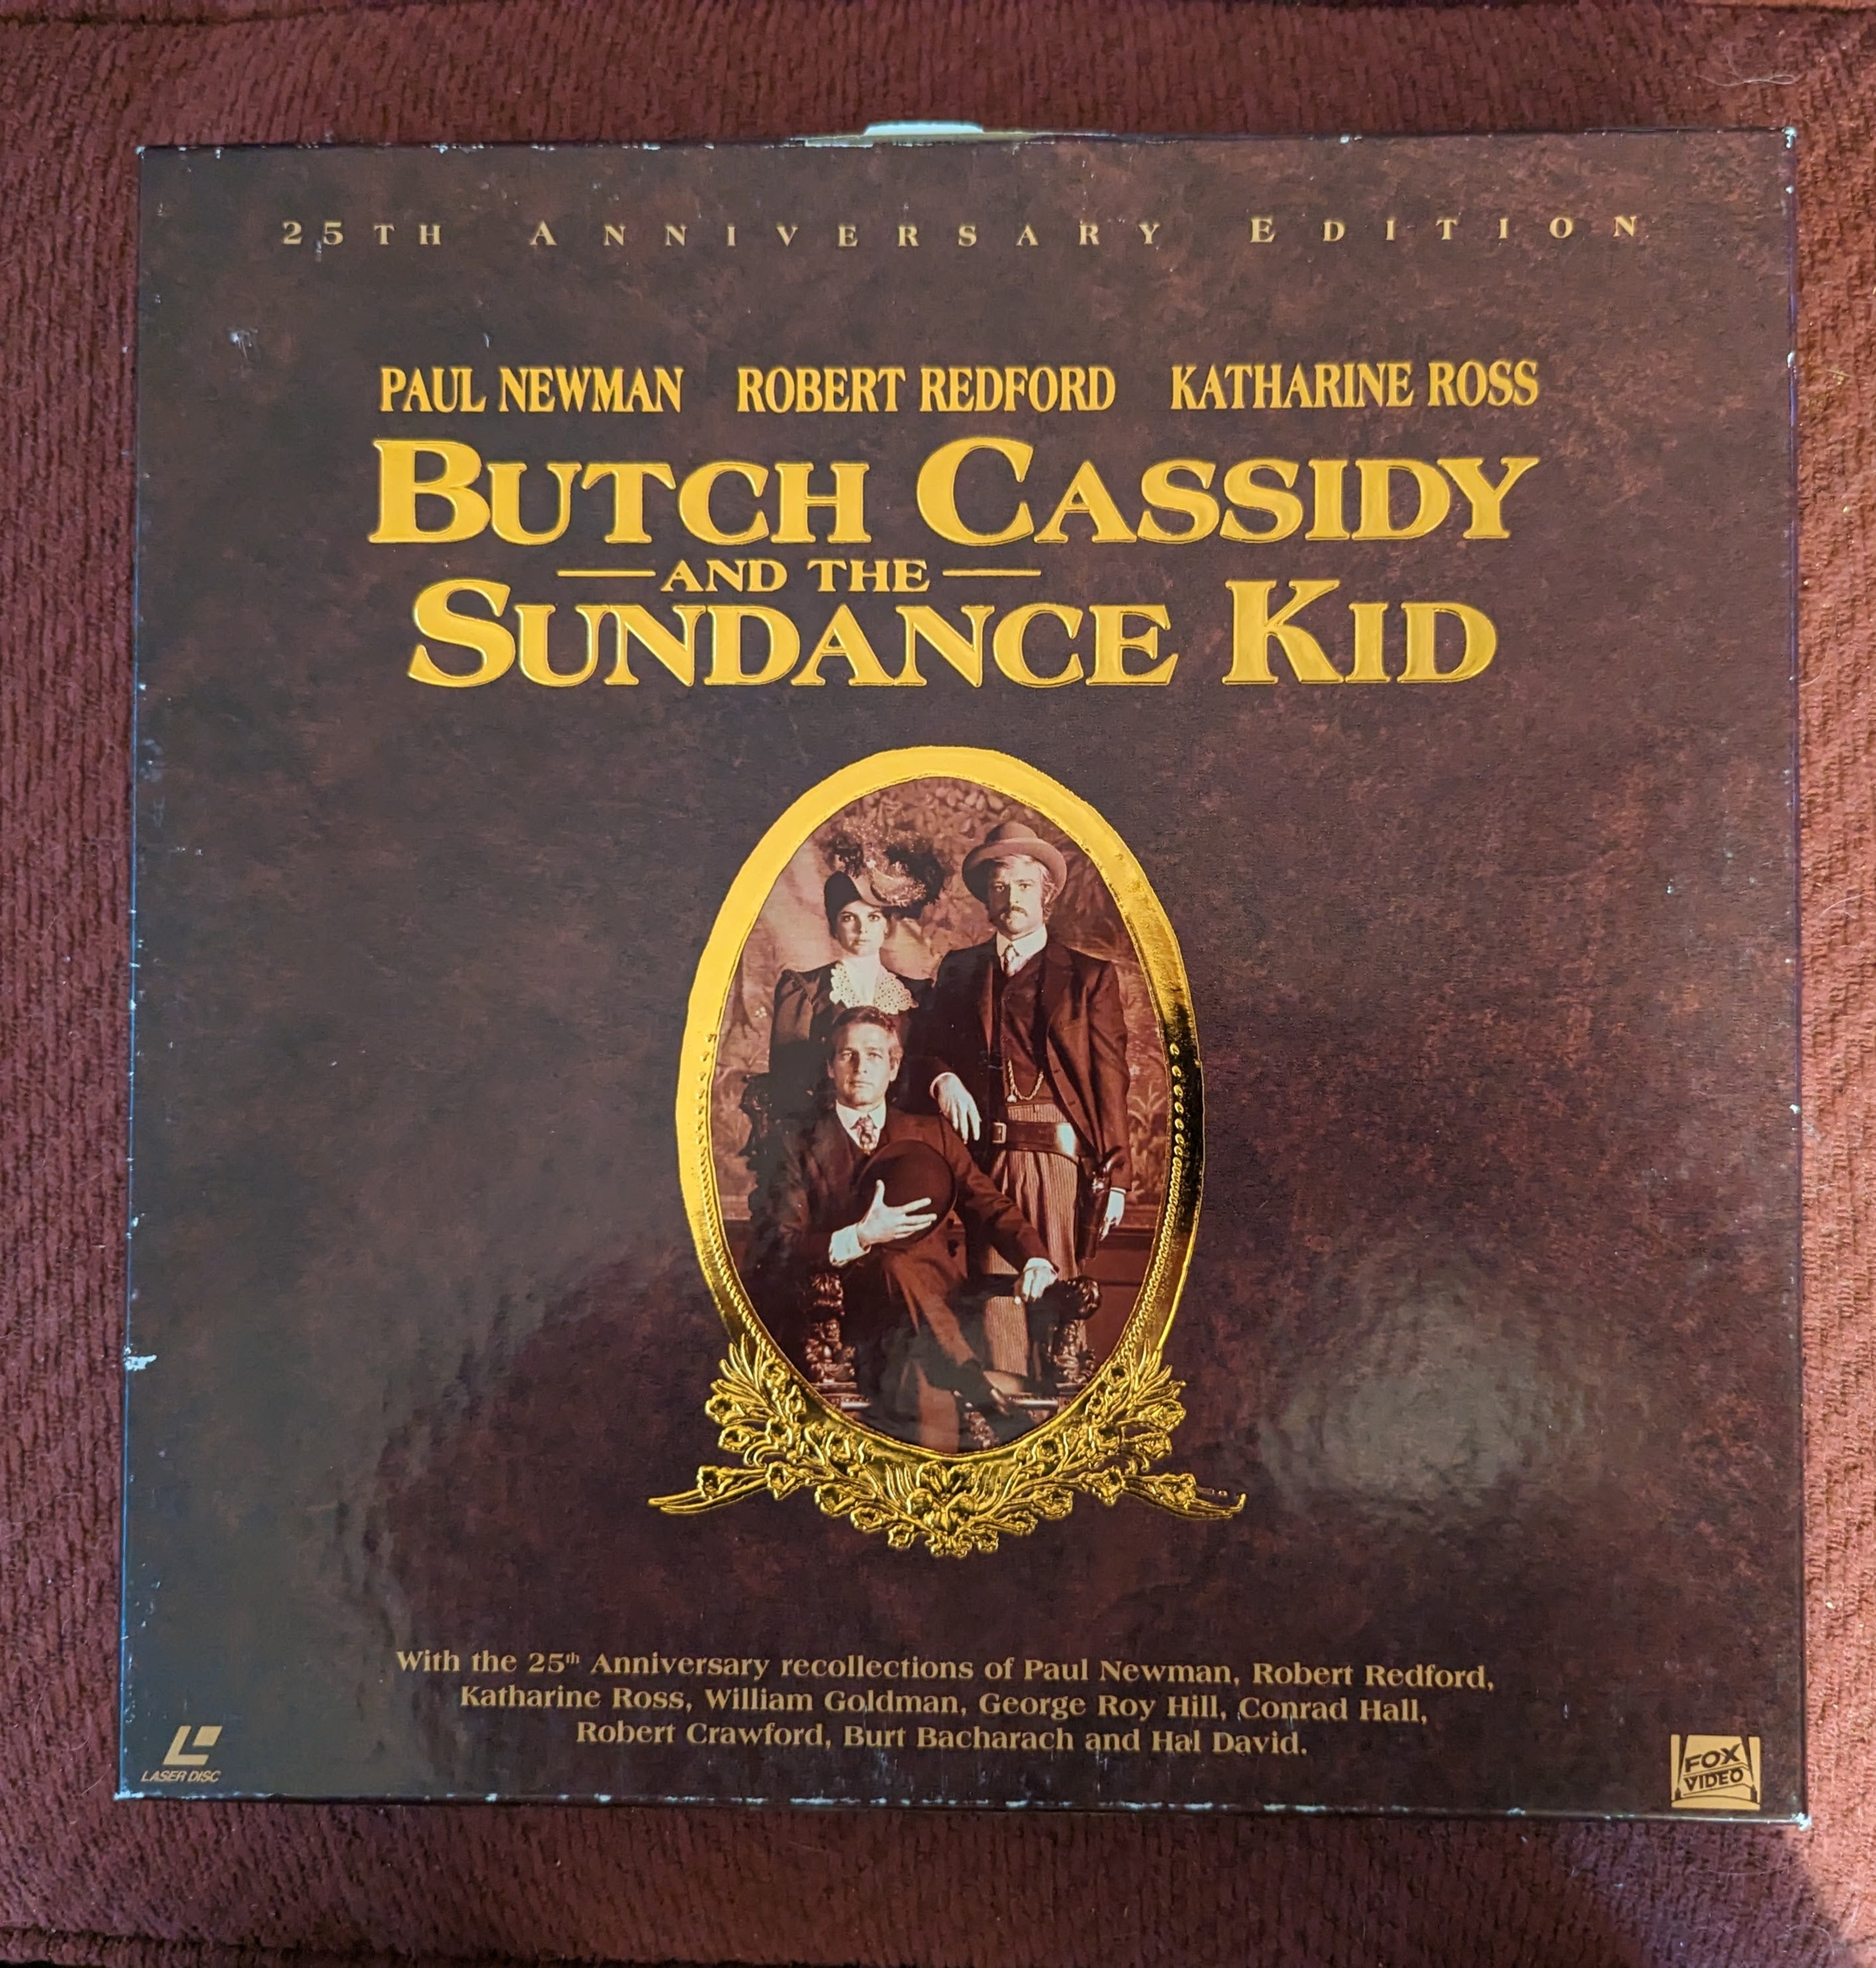 25TH ANNIVERSARY EDITION
PAUL NEWMAN ROBERT REDFORD KATHARINE ROSS
BUTCH CASSIDY
AND THE
SUNDANCE KID
With the 25th Anniversary recollections of Paul Newman, Robert Redford,
Katharine Ross, William Goldman, George Roy Hill, Conrad Hall,
Robert Crawford, Burt Bacharach and Hal David.
LASER DISC
FOX
VIDEO